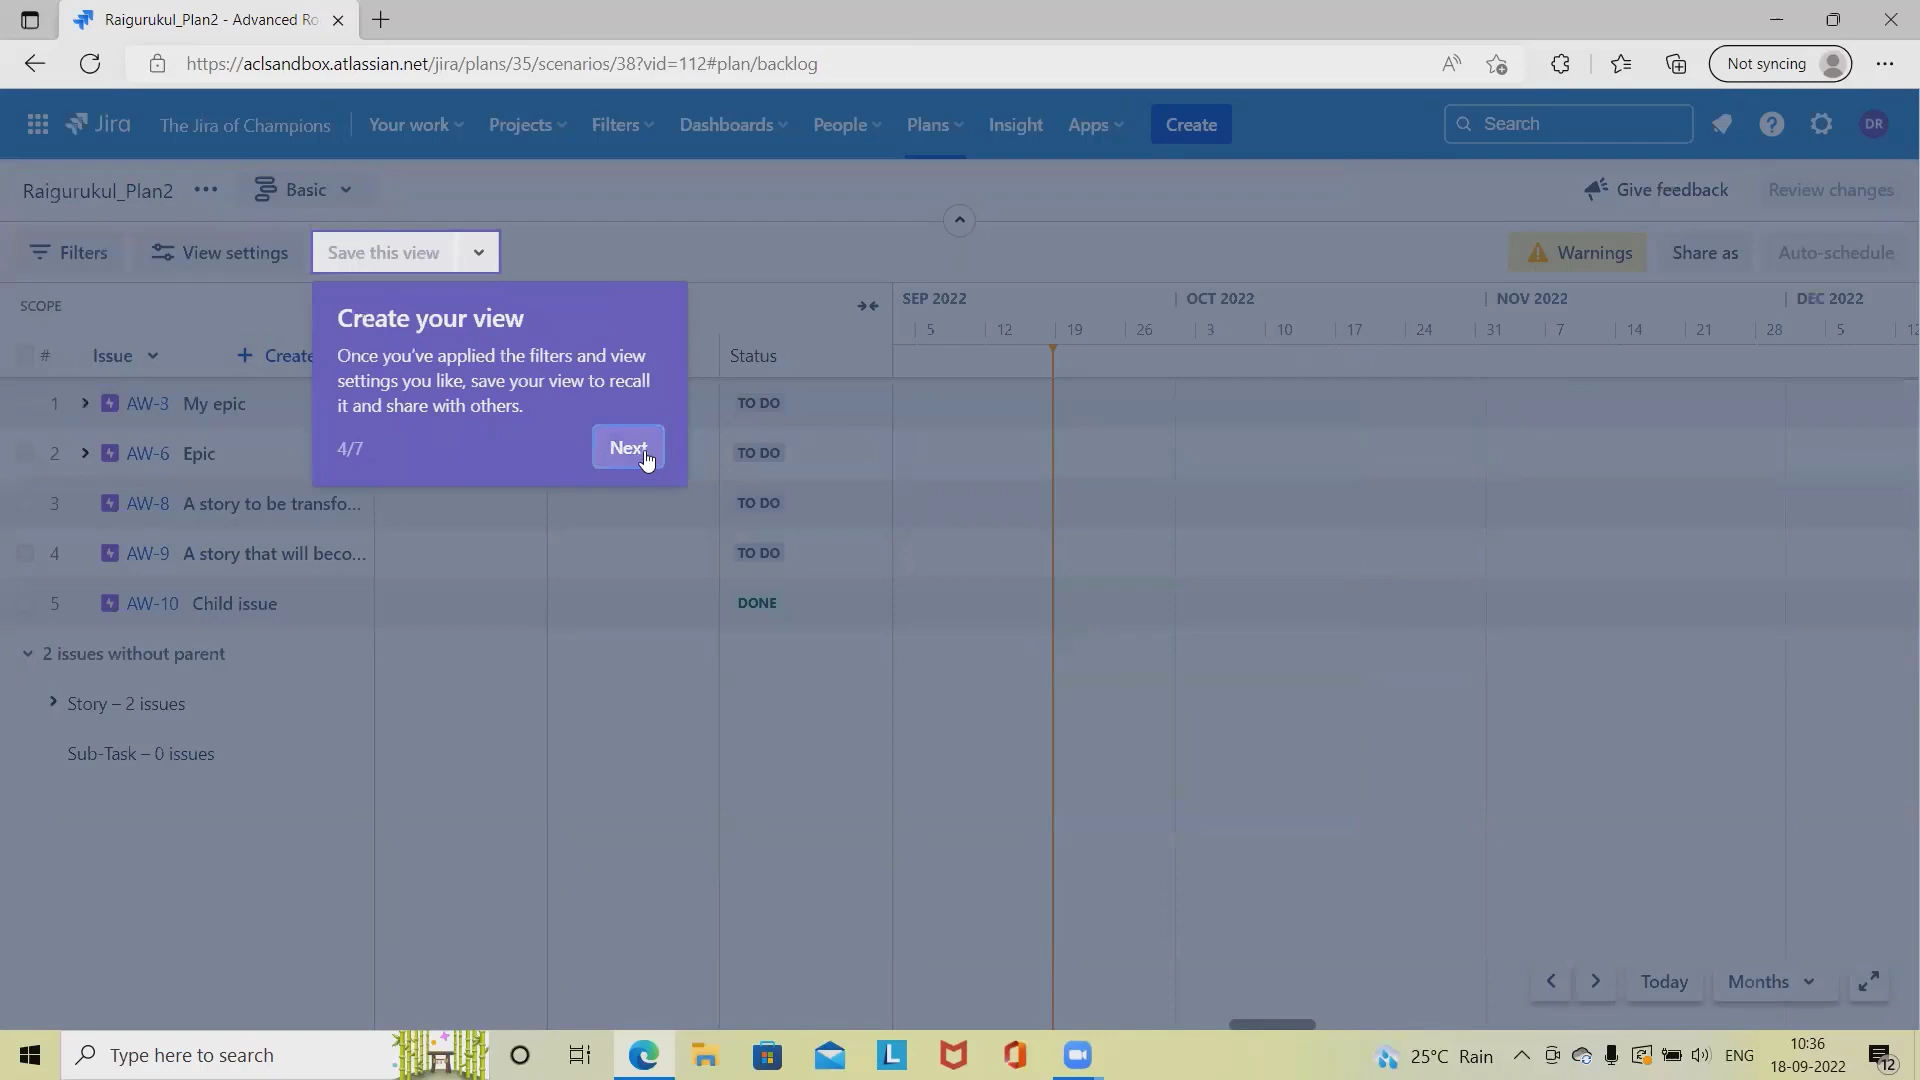 Raigurukul_Plan2 - Advanced Ro
https://aclsandbox.atlassian.net/jira/plans/35/scenarios/38?vid=112#plan/backlog
Not syncing
Jira
The Jira of Champions
Your work
Projects
Filters
Dashboards
People
Plans
Insight
Apps
Create
Search
DR
Raigurukul_Plan2
Basic
Give feedback
Review changes
Filters
View settings
Save this view
Warnings
Share as
Auto-schedule
SCOPE
SEP 2022
OCT 2022
NOV 2022
DEC 2022
5 12 19 26 3 10 17 24 31 7 14 21 28 5 12
# Issue
+ Create
Status
Create your view
Once you've applied the filters and view
settings you like, save your view to recall
it and share with others.
4/7
Next
1 AW-3 My epic TO DO
2 AW-6 Epic TO DO
3 AW-8 A story to be transfo... TO DO
4 AW-9 A story that will beco... TO DO
5 AW-10 Child issue DONE
2 issues without parent
Story – 2 issues
Sub-Task – 0 issues
Today
Months
Type here to search
L
25°C Rain
ENG
10:36
18-09-2022
12